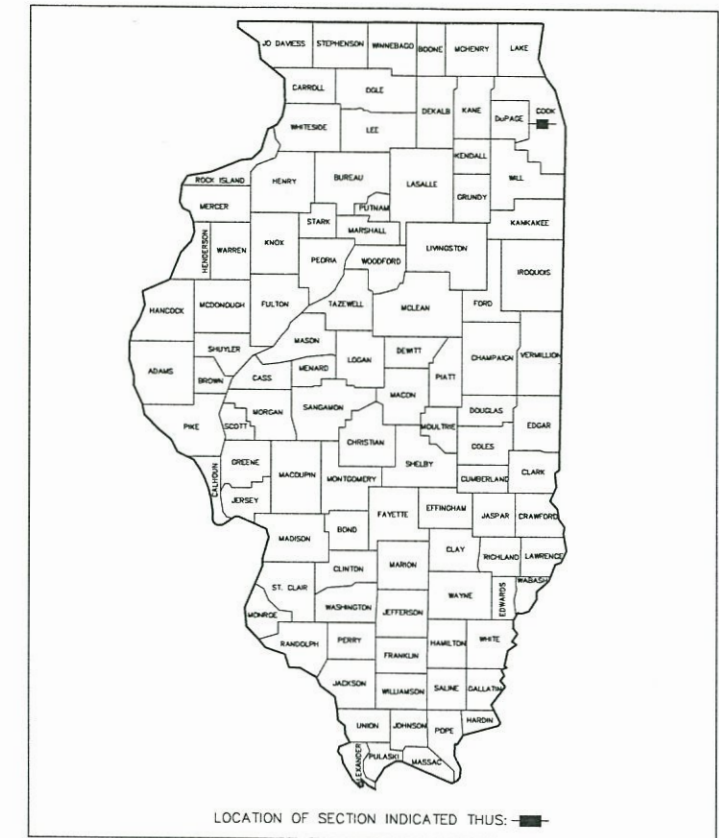 JO DAVIESS STEPHENSON WINNEBAGO BOONE MCHENRY LAKE
CARROLL OGLE DEKALB KANE DuPAGE COOK
WHITESIDE LEE
KENDALL
ROCK ISLAND HENRY BUREAU LASALLE GRUNDY WILL
MERCER PUTNAM
STARK MARSHALL KAMKAKEE
HENDERSON WARREN KNOX PEORIA WOODFORD LIVINGSTON IROQUOIS
HANCOCK MCDONOUGH FULTON TAZEWELL MCLEAN FORD
MASON
SHUYLER LOGAN DEWITT CHAMPAIGN VERMILLION
ADAMS BROWN CASS MENARD PIATT
MACON
PIKE SCOTT MORGAN SANGAMON MOULTRIE DOUGLAS EDGAR
CHRISTIAN COLES
CALHOUN GREENE MACOUPIN MONTGOMERY SHELBY CUMBERLAND CLARK
JERSEY FAYETTE EFFINGHAM JASPAR CRAWFORD
MADISON BOND
CLAY RICHLAND LAWRENCE
CLINTON MARION WABASH
ST. CLAIR WAYNE EDWARDS
MONROE WASHINGTON JEFFERSON
RANDOLPH PERRY HAMILTON WHITE
FRANKLIN
JACKSON WILLIAMSON SALINE GALLATIN
UNION JOHNSON POPE HARDIN
ALEXANDER PULASKI MASSAC
LOCATION OF SECTION INDICATED THUS: